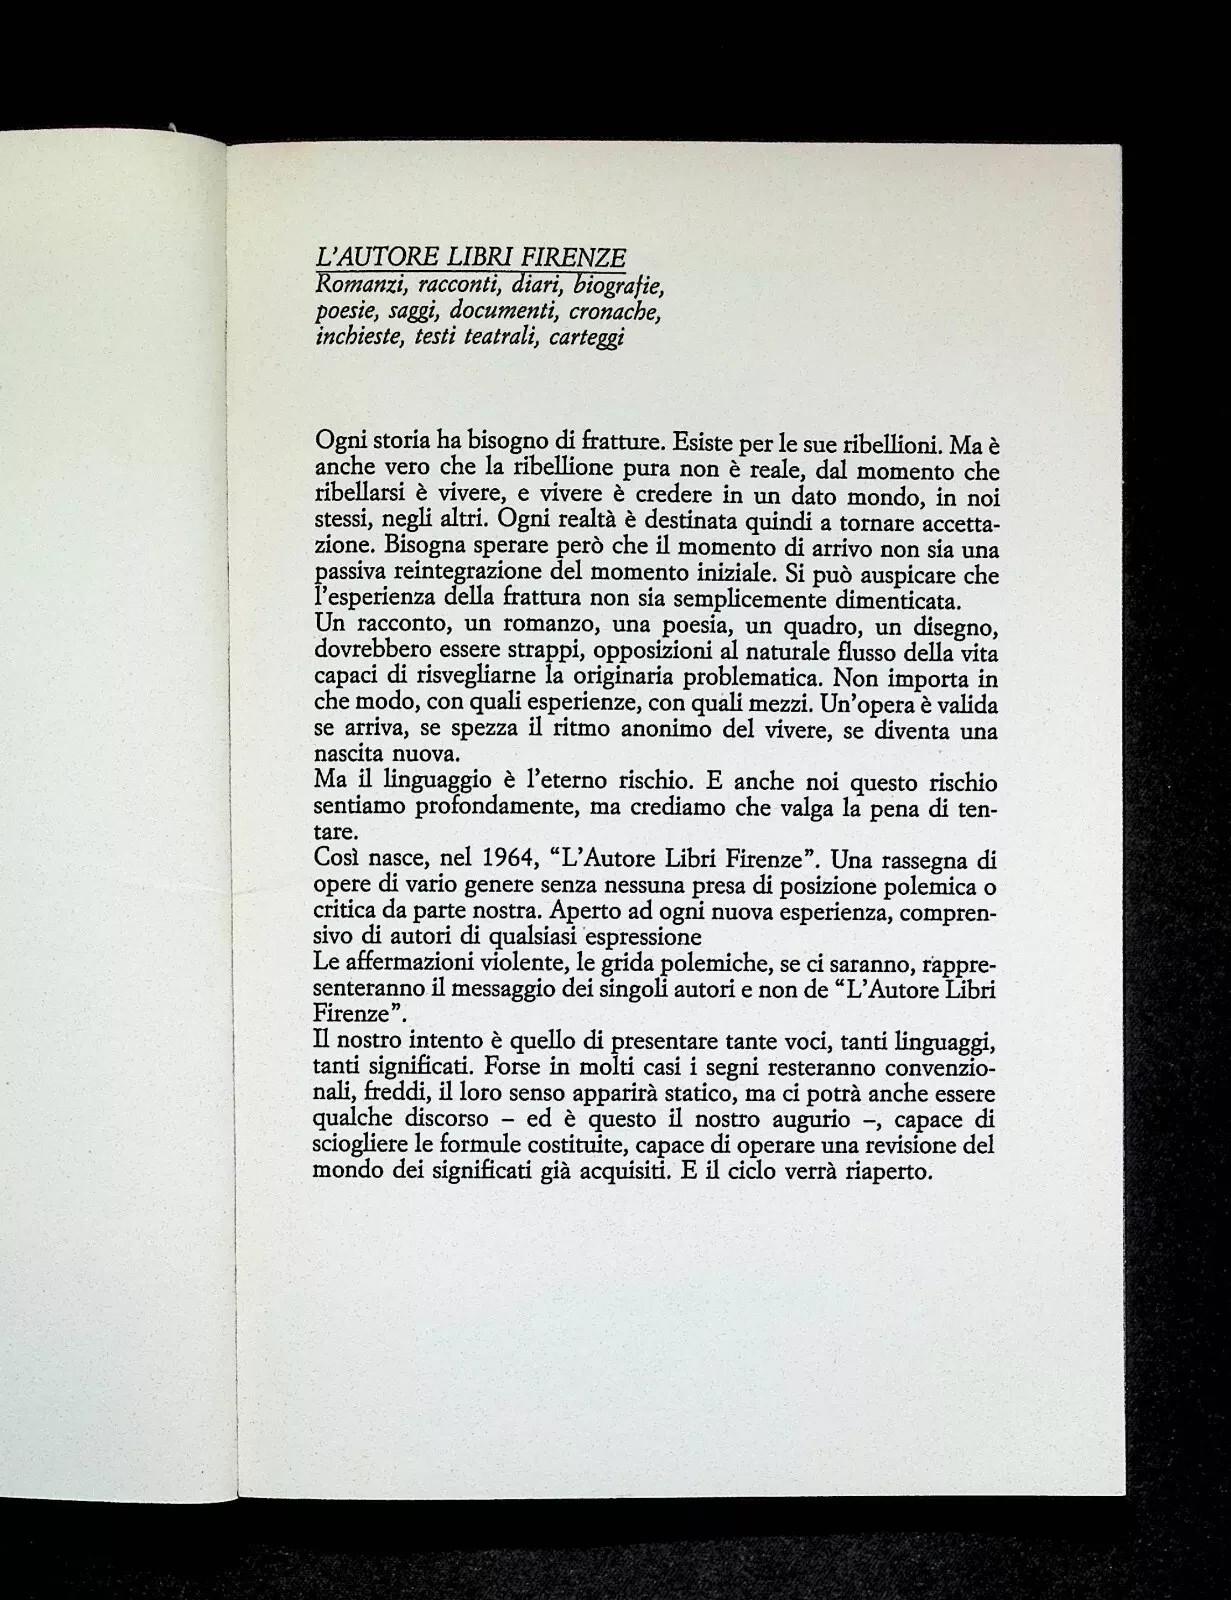 L'AUTORE LIBRI FIRENZE
Romanzi, racconti, diari, biografie,
poesie, saggi, documenti, cronache,
inchieste, testi teatrali, carteggi
Ogni storia ha bisogno di fratture. Esiste per le sue ribellioni. Ma è
anche vero che la ribellione pura non è reale, dal momento che
ribellarsi è vivere, e vivere è credere in un dato mondo, in noi
stessi, negli altri. Ogni realtà è destinata quindi a tornare accetta-
zione. Bisogna sperare però che il momento di arrivo non sia una
passiva reintegrazione del momento iniziale. Si può auspicare che
l'esperienza della frattura non sia semplicemente dimenticata.
Un racconto, un romanzo, una poesia, un quadro, un disegno,
dovrebbero essere strappi, opposizioni al naturale flusso della vita
capaci di risvegliarne la originaria problematica. Non importa in
che modo, con quali esperienze, con quali mezzi. Un'opera è valida
se arriva, se spezza il ritmo anonimo del vivere, se diventa una
nascita nuova.
Ma il linguaggio è l'eterno rischio. E anche noi questo rischio
sentiamo profondamente, ma crediamo che valga la pena di ten-
tare.
Così nasce, nel 1964, "L'Autore Libri Firenze". Una rassegna di
opere di vario genere senza nessuna presa di posizione polemica o
critica da parte nostra. Aperto ad ogni nuova esperienza, compren-
sivo di autori di qualsiasi espressione
Le affermazioni violente, le grida polemiche, se ci saranno, rappre-
senteranno il messaggio dei singoli autori e non de "L'Autore Libri
Firenze".
Il nostro intento è quello di presentare tante voci, tanti linguaggi,
tanti significati. Forse in molti casi i segni resteranno convenzio-
nali, freddi, il loro senso apparirà statico, ma ci potrà anche essere
qualche discorso – ed è questo il nostro augurio –, capace di
sciogliere le formule costituite, capace di operare una revisione del
mondo dei significati già acquisiti. E il ciclo verrà riaperto.